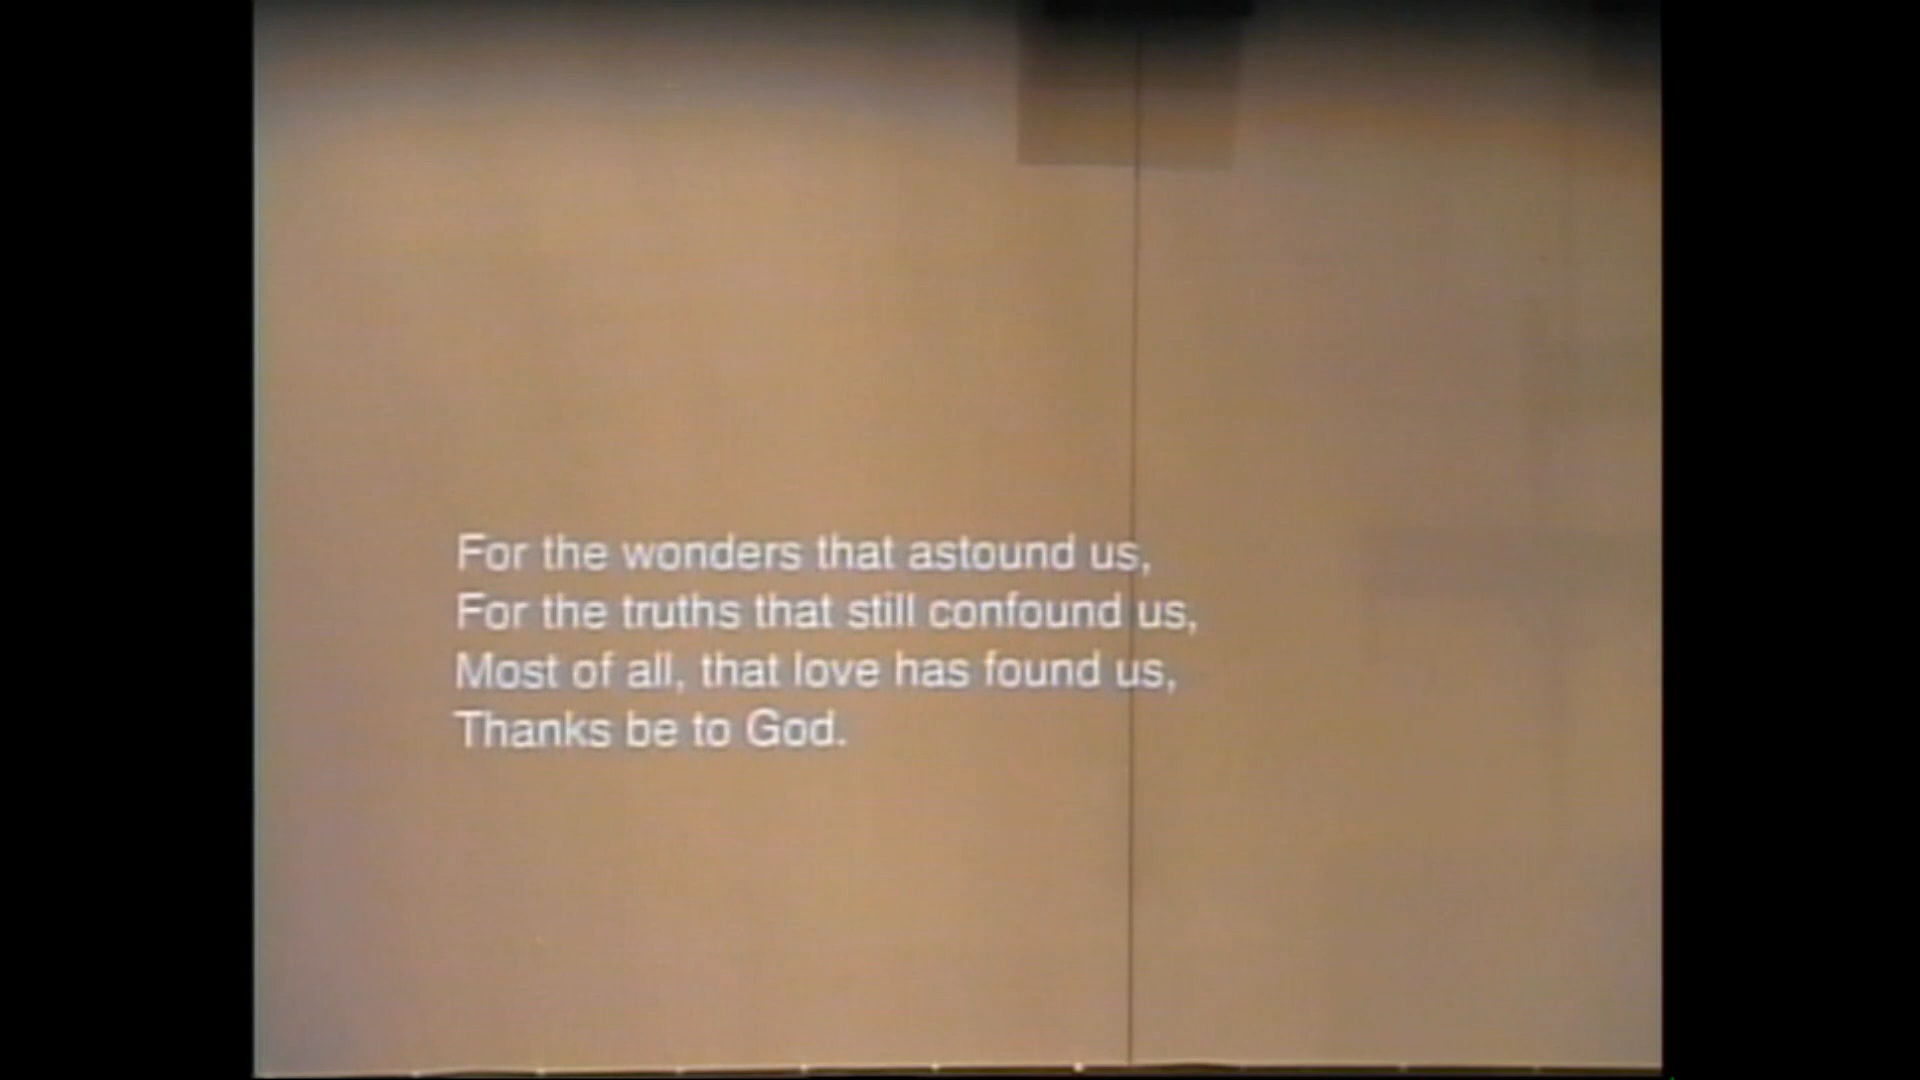 For the wonders that astound us,
For the truths that still confound us,
Most of all, that love has found us,
Thanks be to God.